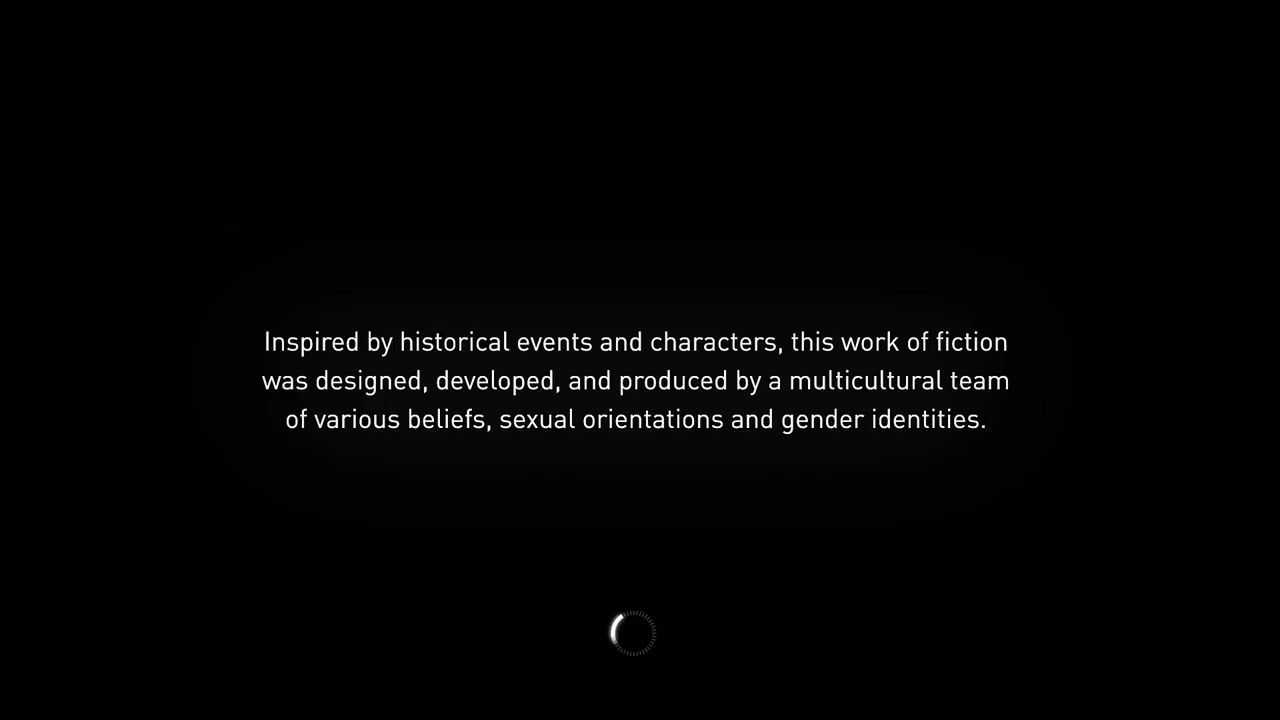 Inspired by historical events and characters, this work of fiction
was designed, developed, and produced by a multicultural team
of various beliefs, sexual orientations and gender identities.